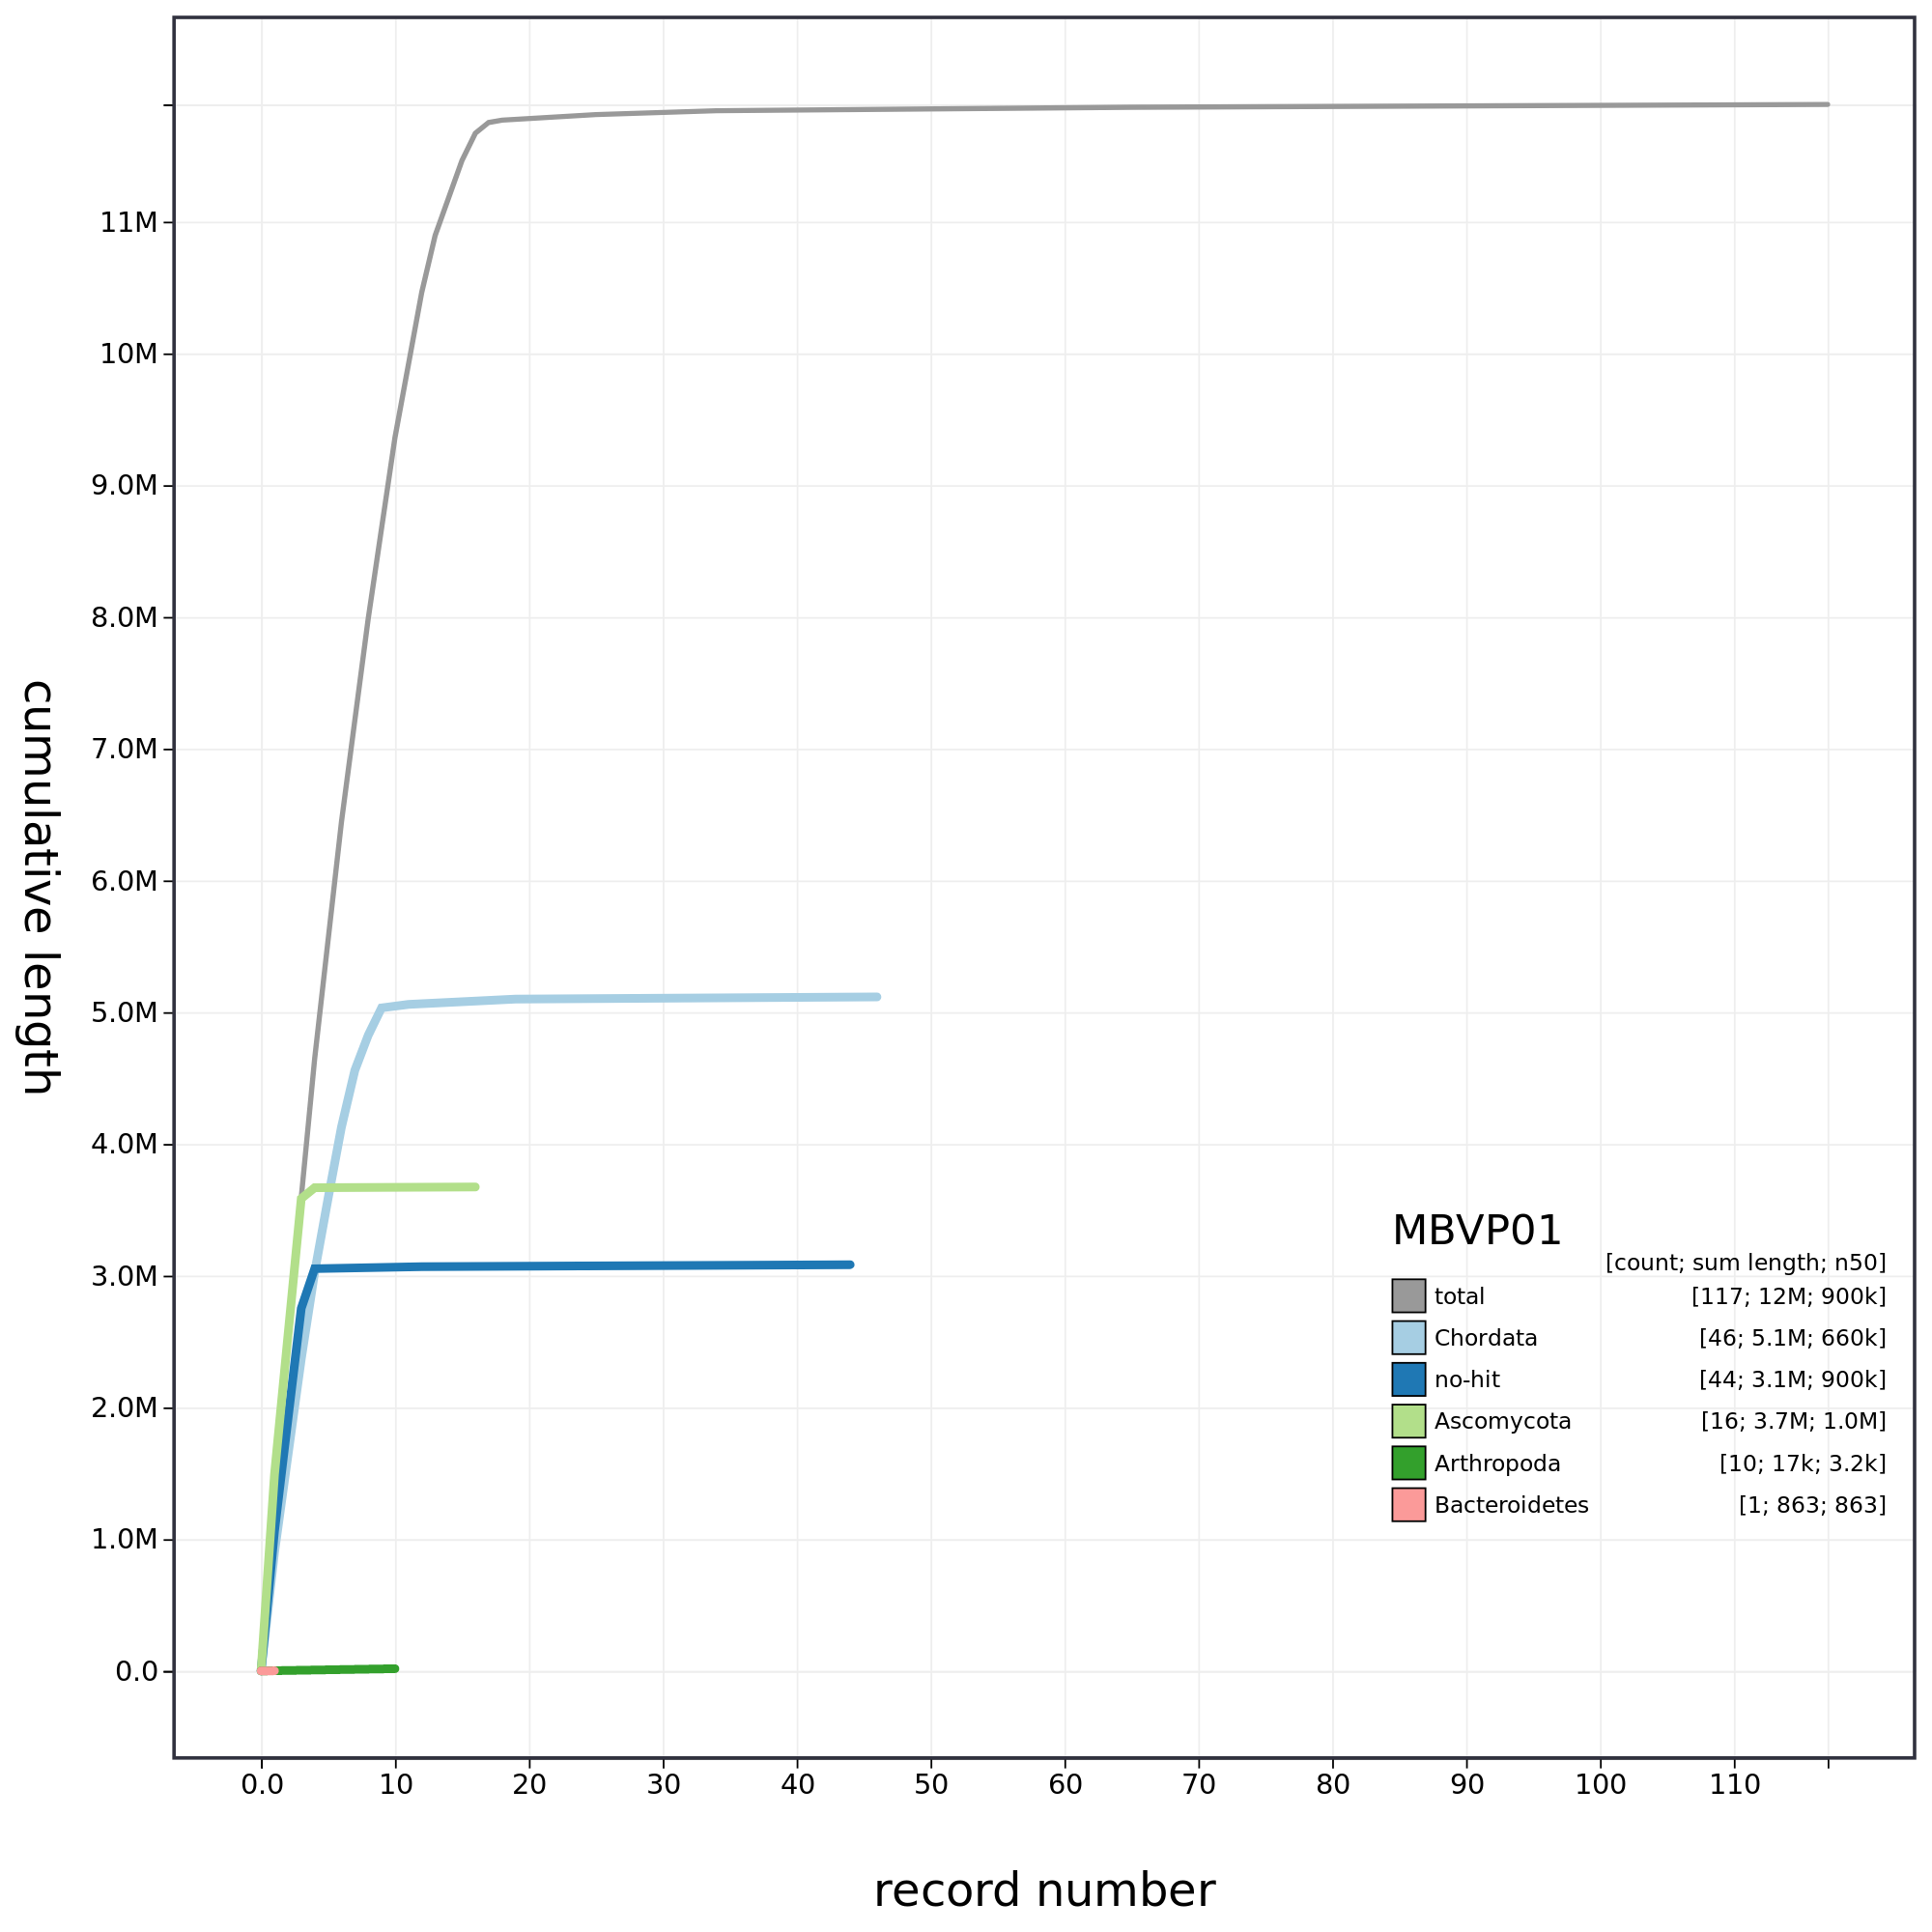 11M
10M
9.0M
8.0M
7.0M
6.0M
5.0M
4.0M
3.0M
2.0M
1.0M
0.0
cumulative length
MBVP01
[count; sum length; n50]
total [117; 12M; 900k]
Chordata [46; 5.1M; 660k]
no-hit [44; 3.1M; 900k]
Ascomycota [16; 3.7M; 1.0M]
Arthropoda [10; 17k; 3.2k]
Bacteroidetes [1; 863; 863]
0.0 10 20 30 40 50 60 70 80 90 100 110
record number